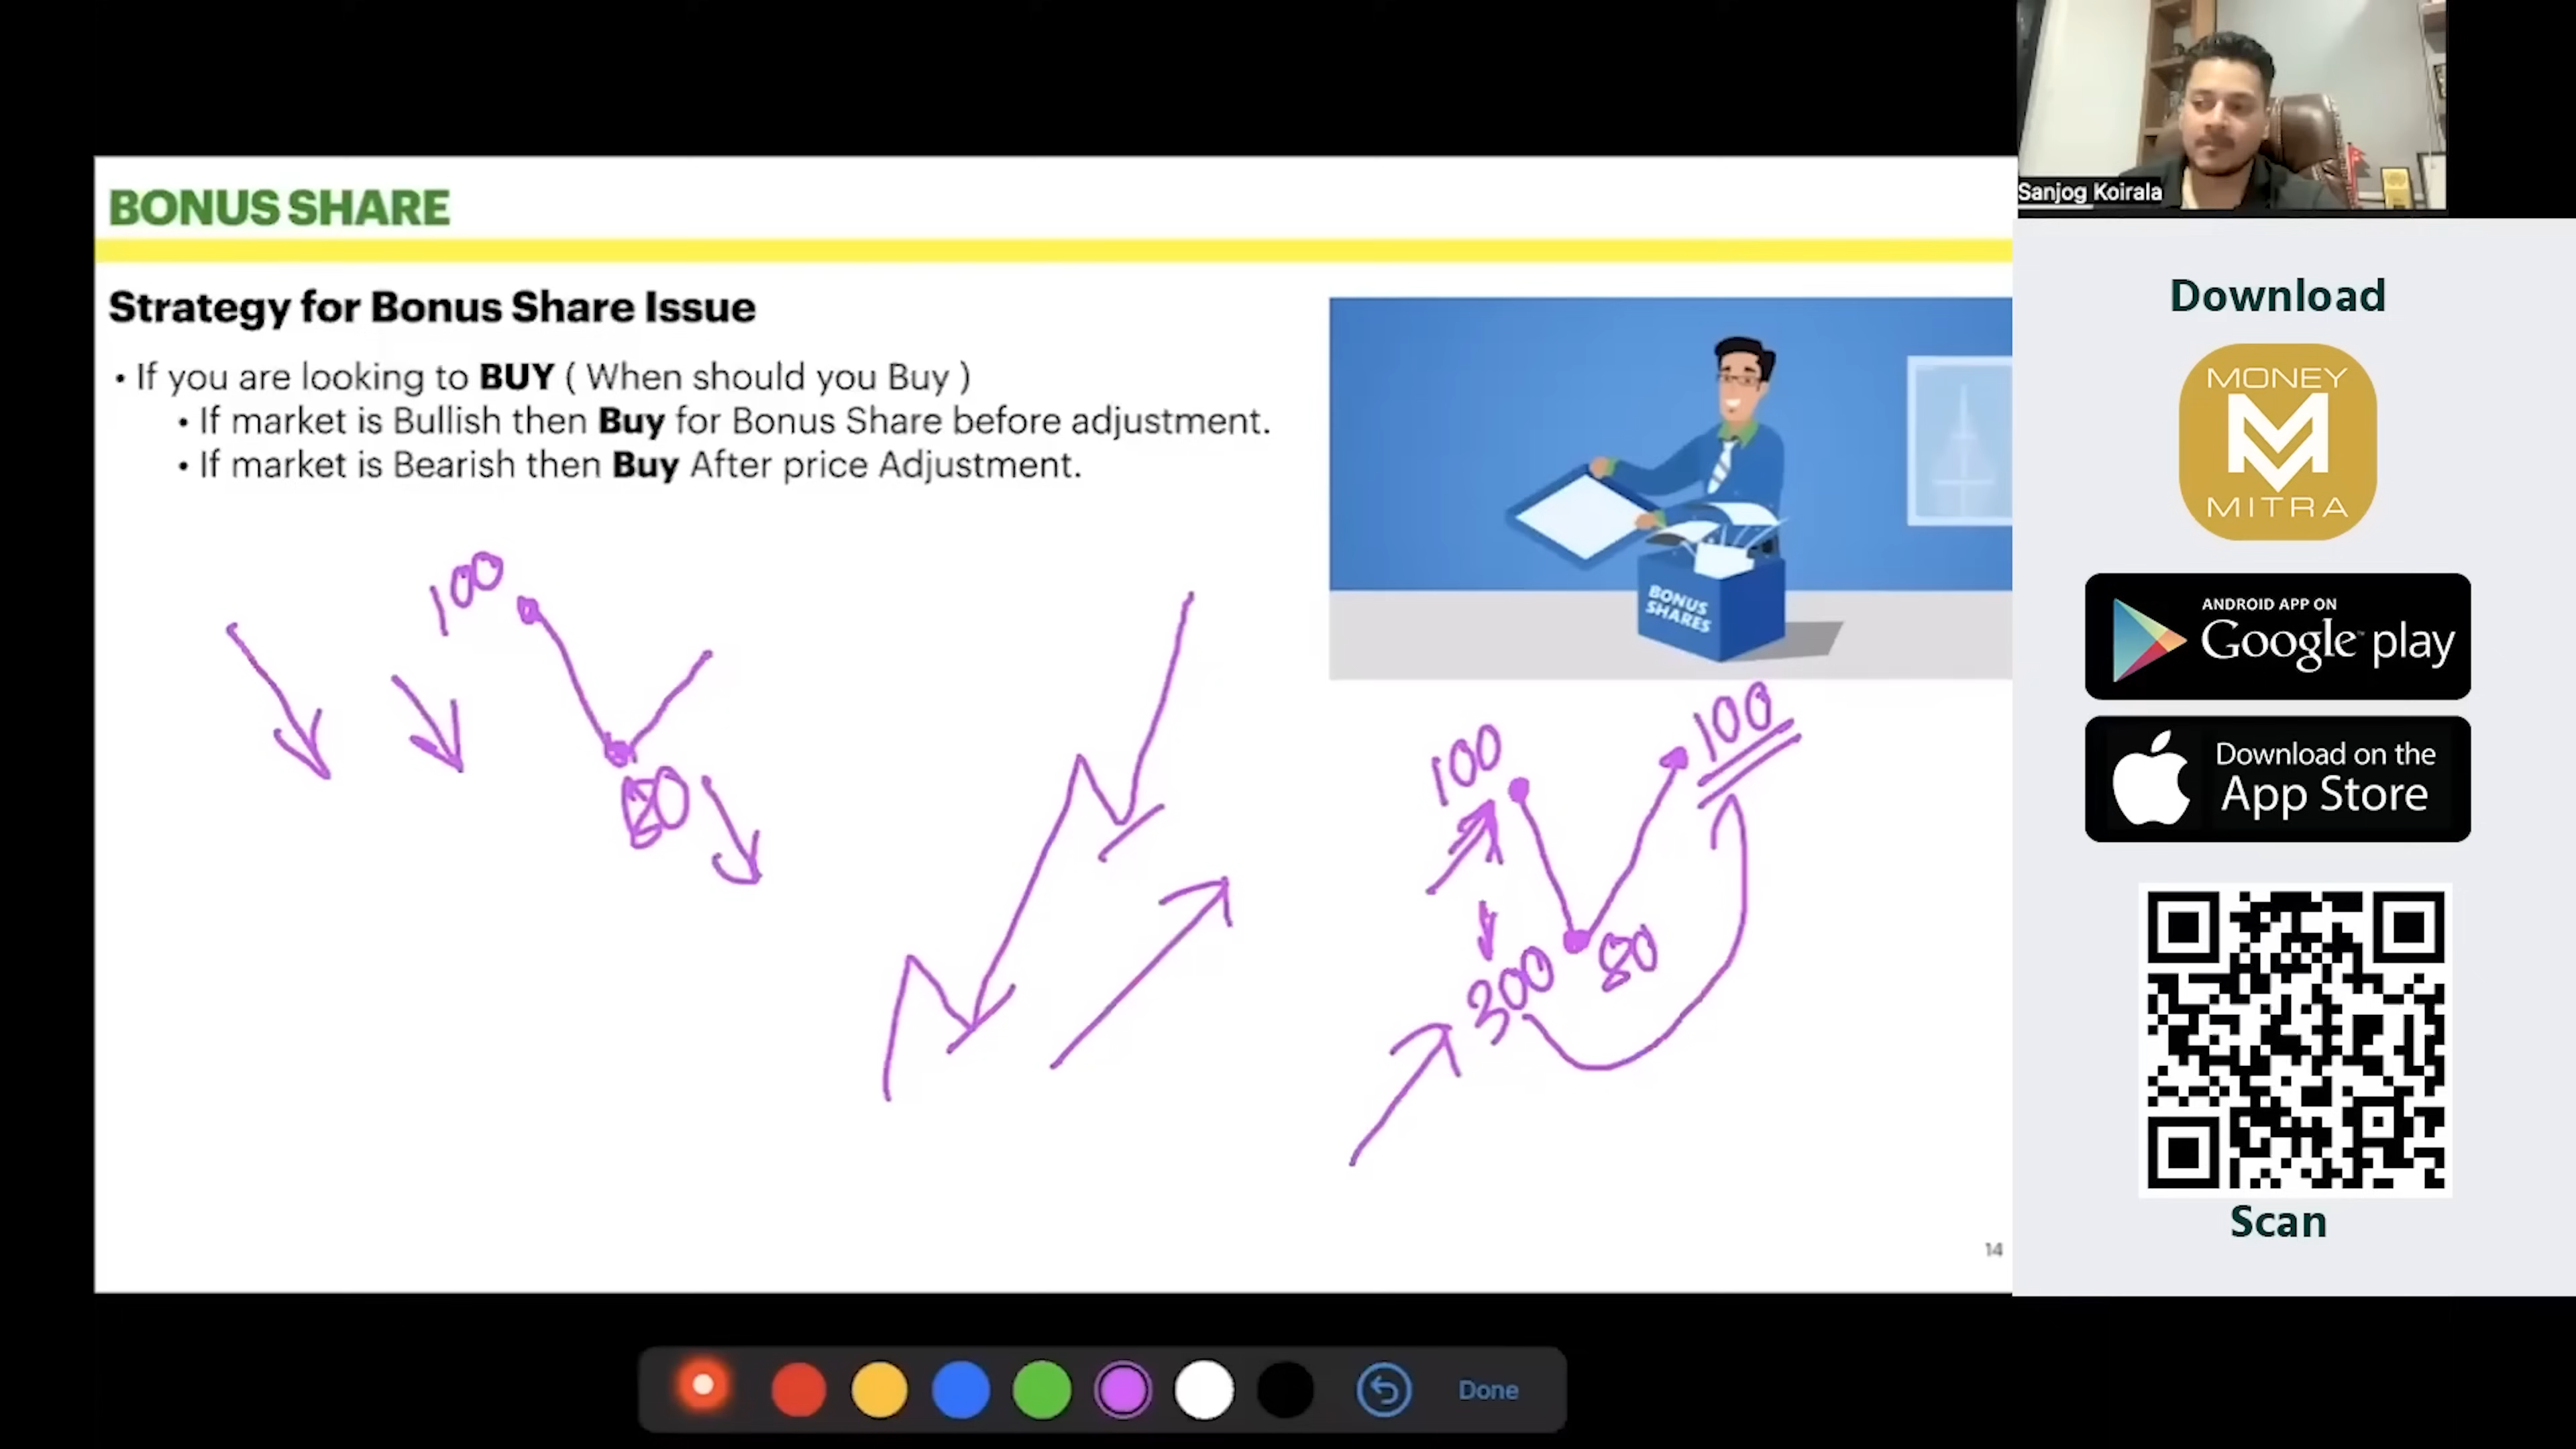 BONUS SHARE
Strategy for Bonus Share Issue
• If you are looking to BUY ( When should you Buy )
• If market is Bullish then Buy for Bonus Share before adjustment.
• If market is Bearish then Buy After price Adjustment.
BONUS
SHARES
100
80
100
100
80
300
14
Sanjog Koirala
Download
MONEY
MITRA
ANDROID APP ON
Google play
Download on the
App Store
Scan
Done